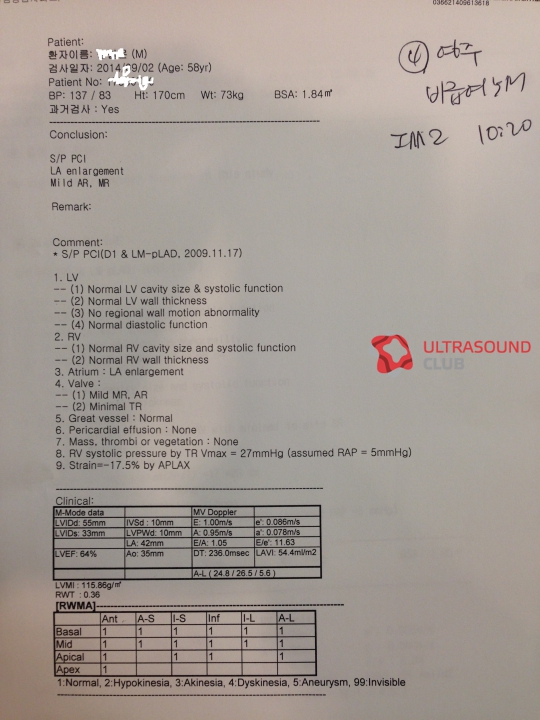 036621409613618
Patient:
환자이름: (M)
검사일자: 2014/09/02 (Age: 58yr)
Patient No:
BP: 137 / 83 Ht: 170cm Wt: 73kg BSA: 1.84㎡
과거검사 : Yes
④
IM2 10:20
Conclusion:
S/P PCI
LA enlargement
Mild AR, MR
Remark:
Comment:
* S/P PCI(D1 & LM-pLAD, 2009.11.17)
1. LV
-- (1) Normal LV cavity size & systolic function
-- (2) Normal LV wall thickness
-- (3) No regional wall motion abnormality
-- (4) Normal diastolic function
2. RV
-- (1) Normal RV cavity size and systolic function
-- (2) Normal RV wall thickness
3. Atrium : LA enlargement
4. Valve :
-- (1) Mild MR, AR
-- (2) Minimal TR
5. Great vessel : Normal
6. Pericardial effusion : None
7. Mass, thrombi or vegetation : None
8. RV systolic pressure by TR Vmax = 27mmHg (assumed RAP = 5mmHg)
9. Strain=-17.5% by APLAX
ULTRASOUND
CLUB
Clinical:
M-Mode data MV Doppler
LVIDd: 55mm IVSd : 10mm E: 1.00m/s e': 0.086m/s
LVIDs: 33mm LVPWd: 10mm A: 0.95m/s a': 0.078m/s
LA: 42mm E/A: 1.05 E/e': 11.63
LVEF: 64% Ao: 35mm DT: 236.0msec LAVI: 54.4ml/m2
A-L ( 24.8 / 26.5 / 5.6 )
LVMI : 115.86g/㎡
RWT : 0.36
[RWMA]
Ant A-S I-S Inf I-L A-L
Basal 1 1 1 1 1 1
Mid 1 1 1 1 1 1
Apical 1 1 1 1
Apex 1
1:Normal, 2:Hypokinesia, 3:Akinesia, 4:Dyskinesia, 5:Aneurysm, 99:Invisible